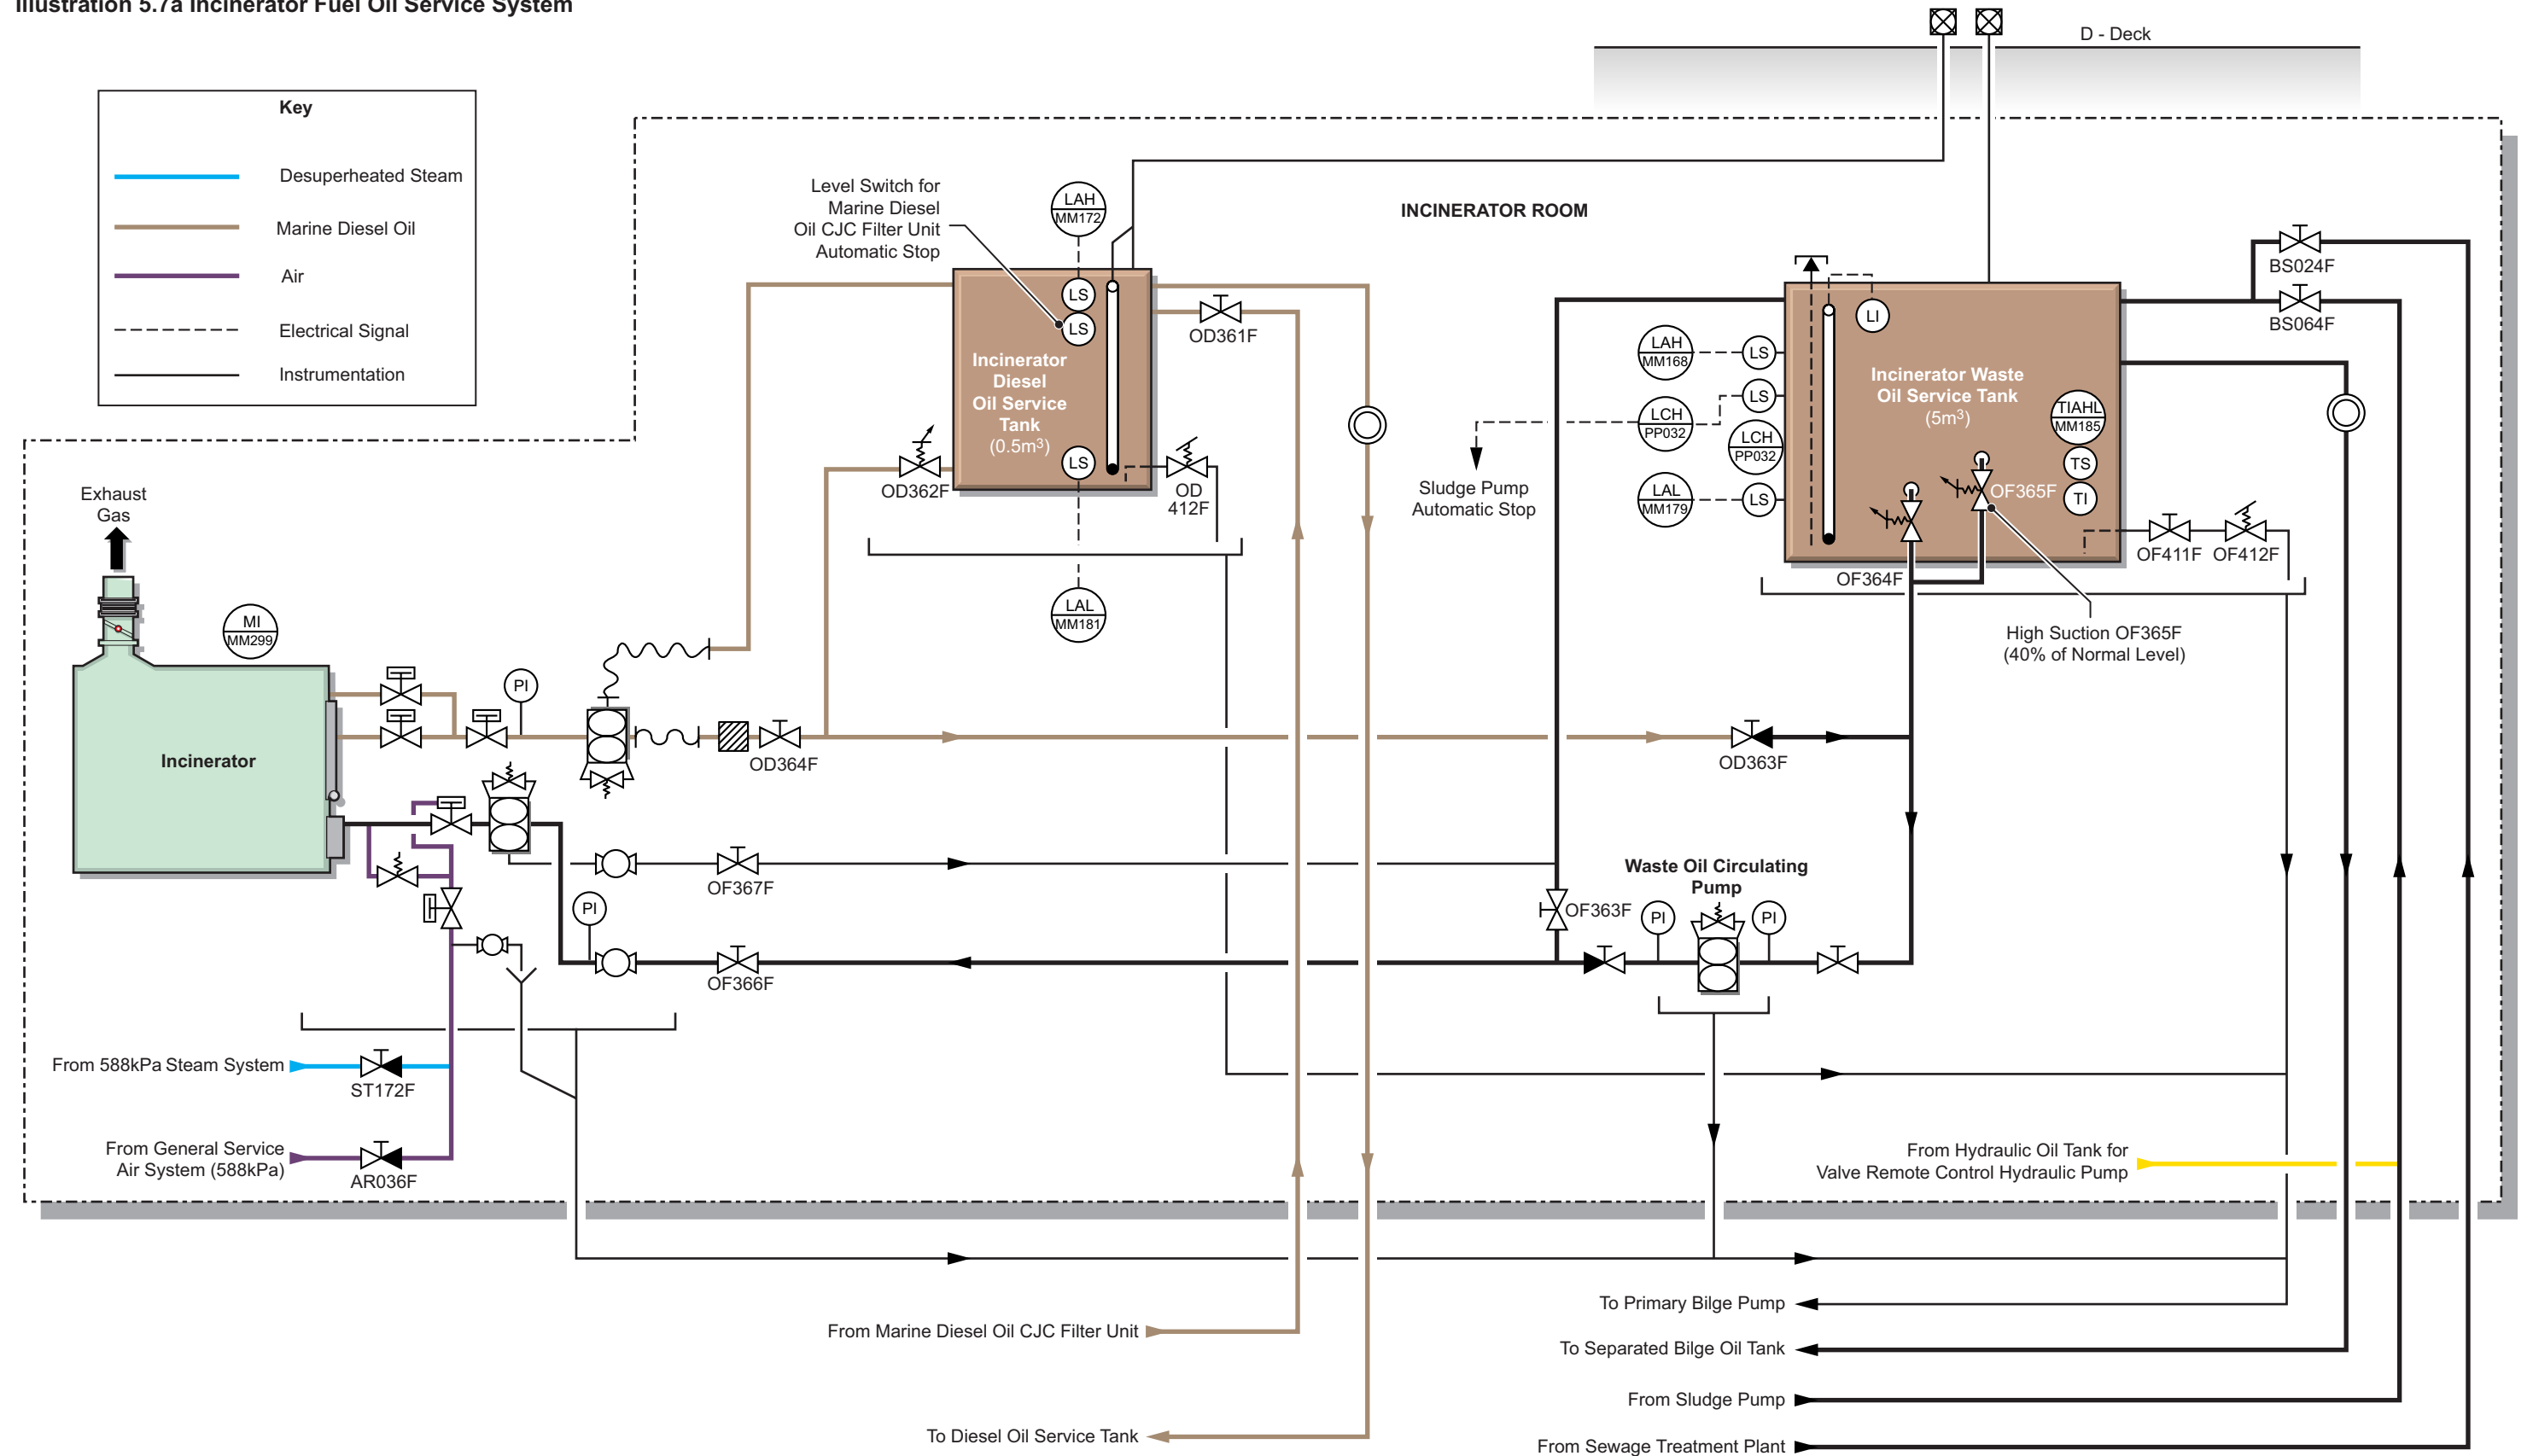 Illustration 5.7a Incinerator Fuel Oil Service System
D - Deck
Key
Desuperheated Steam
Marine Diesel Oil
Air
Electrical Signal
Instrumentation
INCINERATOR ROOM
Level Switch for
Marine Diesel
Oil CJC Filter Unit
Automatic Stop
LAH
MM172
LS
LS
Incinerator
Diesel
Oil Service
Tank
(0.5m³)
LS
OD361F
OD362F
OD
412F
LAL
MM181
BS024F
BS064F
LI
LAH
MM168
LS
LCH
PP032
LS
LCH
PP032
LAL
MM179
LS
Incinerator Waste
Oil Service Tank
(5m³)
TIAHL
MM185
TS
TI
OF365F
OF364F
OF411F
OF412F
Sludge Pump
Automatic Stop
High Suction OF365F
(40% of Normal Level)
Exhaust
Gas
MI
MM299
PI
Incinerator
OD364F
OD363F
OF367F
PI
OF366F
Waste Oil Circulating
Pump
OF363F
PI
PI
From 588kPa Steam System
ST172F
From General Service
Air System (588kPa)
AR036F
From Hydraulic Oil Tank for
Valve Remote Control Hydraulic Pump
To Primary Bilge Pump
From Marine Diesel Oil CJC Filter Unit
To Separated Bilge Oil Tank
From Sludge Pump
To Diesel Oil Service Tank
From Sewage Treatment Plant